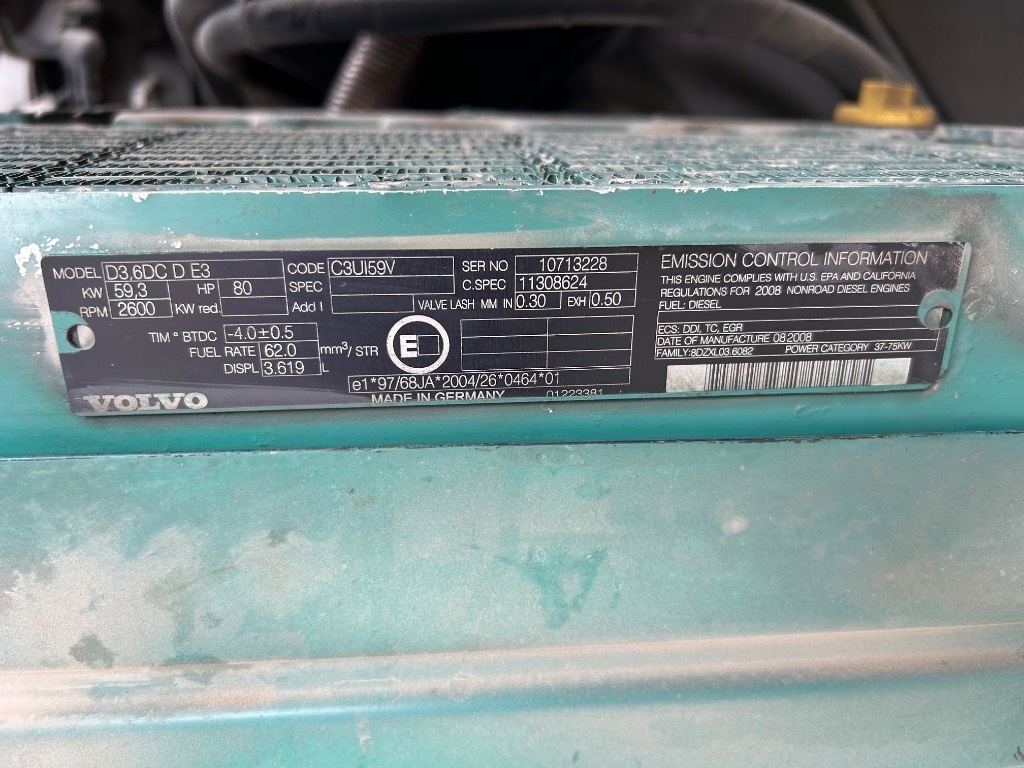 MODEL D3,6DC D E3 CODE C3UI59V SER NO 10713228
KW 59,3 HP 80 SPEC C.SPEC 11308624
RPM 2600 KW red. Add I VALVE LASH MM IN 0.30 EXH 0.50
TIM ° BTDC -4.0±0.5
FUEL RATE 62.0 mm³/STR
DISPL 3.619 L
E
e1*97/68JA*2004/26*0464*01
VOLVO MADE IN GERMANY 01223381
EMISSION CONTROL INFORMATION
THIS ENGINE COMPLIES WITH U.S. EPA AND CALIFORNIA
REGULATIONS FOR 2008 NONROAD DIESEL ENGINES
FUEL: DIESEL
ECS: DDI, TC, EGR
DATE OF MANUFACTURE 082008
FAMILY:8DZXL03.6082 POWER CATEGORY 37-75KW